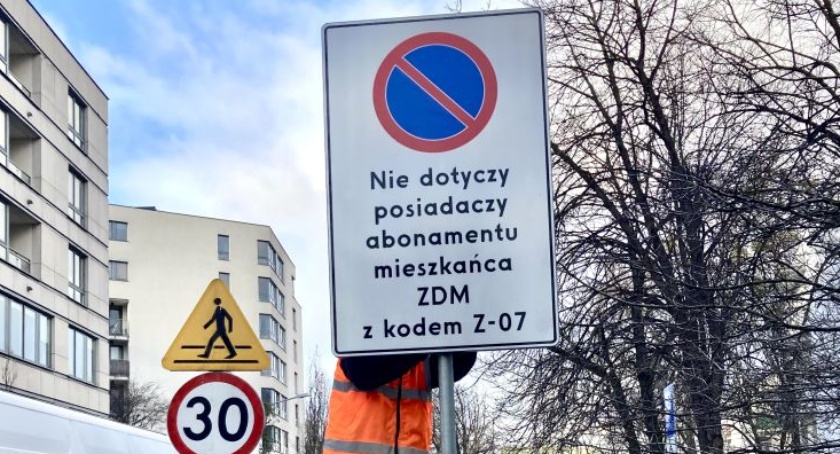 Nie dotyczy
posiadaczy
abonamentu
mieszkańca
ZDM
z kodem Z-07
30